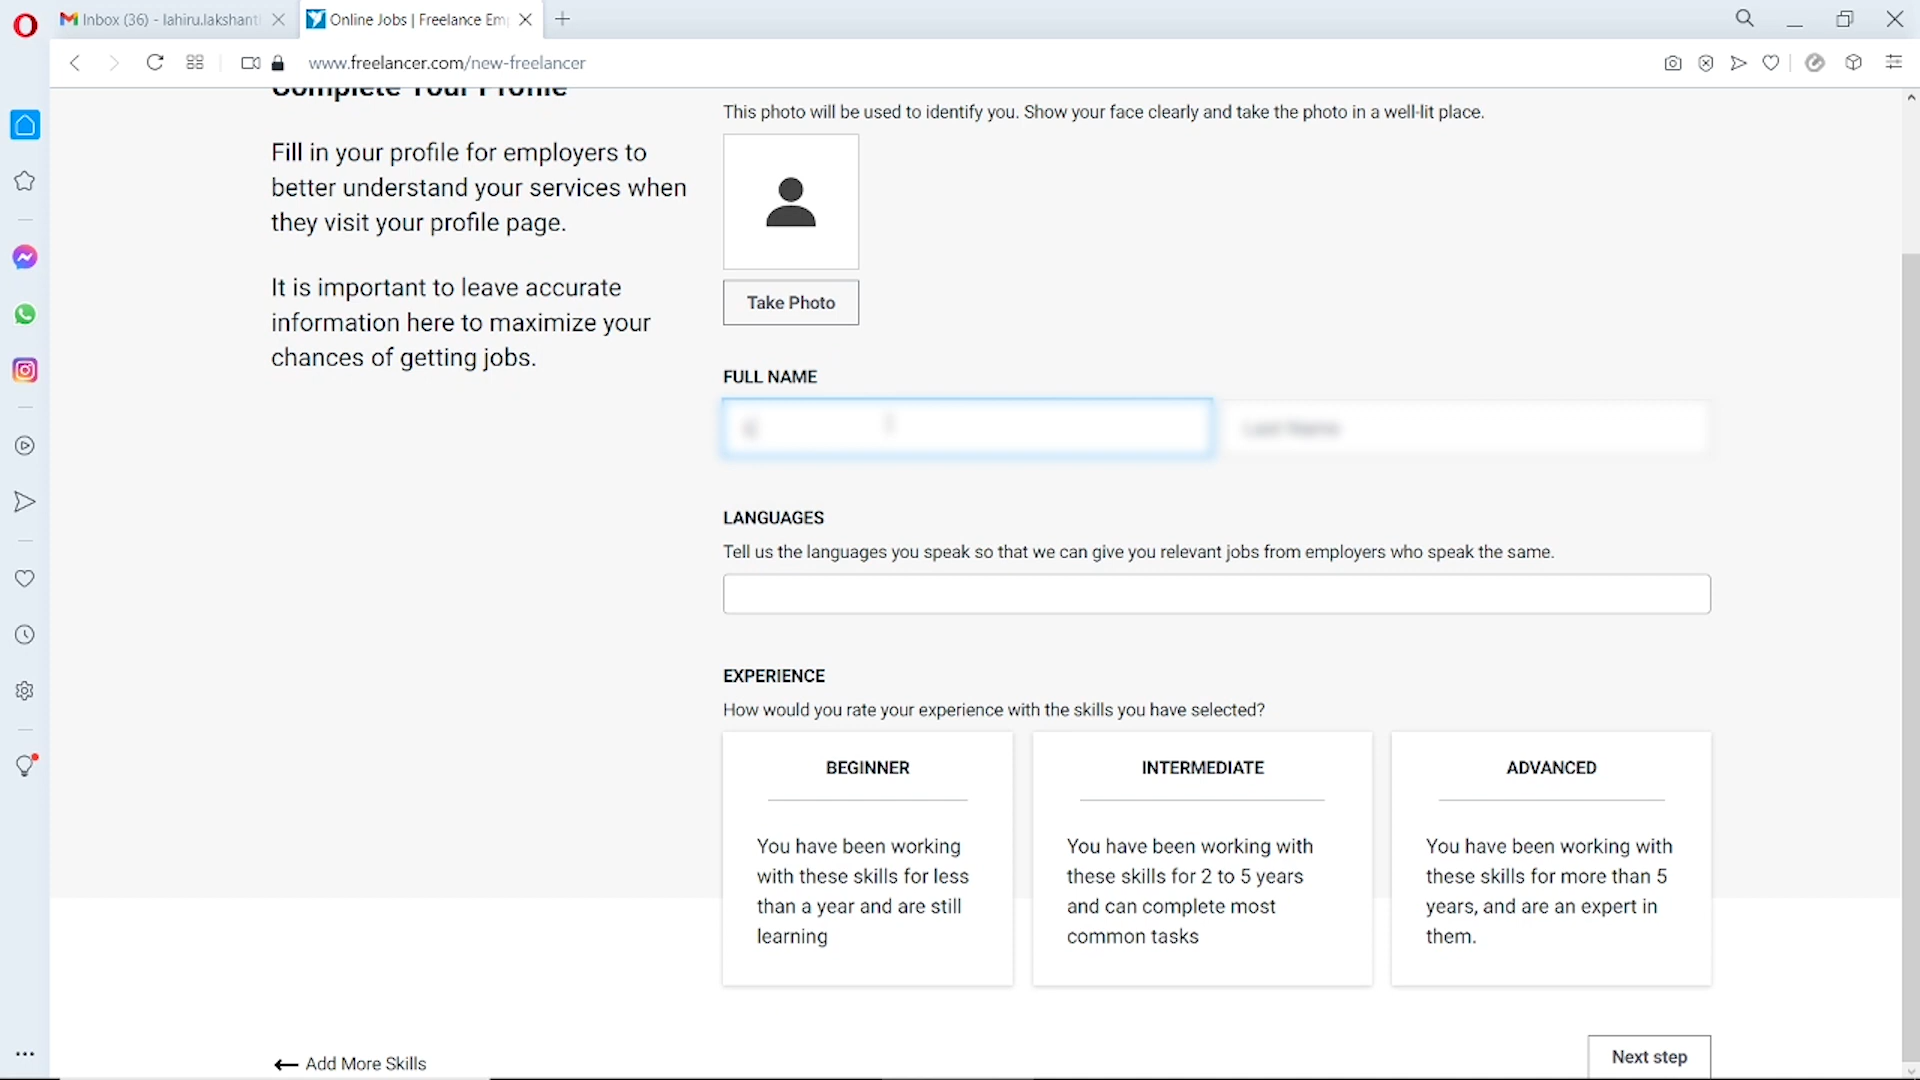 Inbox (36) - lahiru.lakshant
Online Jobs | Freelance Em
www.freelancer.com/new-freelancer
Complete Your Profile
This photo will be used to identify you. Show your face clearly and take the photo in a well-lit place.
Fill in your profile for employers to
better understand your services when
they visit your profile page.
It is important to leave accurate
information here to maximize your
chances of getting jobs.
Take Photo
FULL NAME
Last Name
LANGUAGES
Tell us the languages you speak so that we can give you relevant jobs from employers who speak the same.
EXPERIENCE
How would you rate your experience with the skills you have selected?
BEGINNER
You have been working
with these skills for less
than a year and are still
learning
INTERMEDIATE
You have been working with
these skills for 2 to 5 years
and can complete most
common tasks
ADVANCED
You have been working with
these skills for more than 5
years, and are an expert in
them.
Add More Skills
Next step